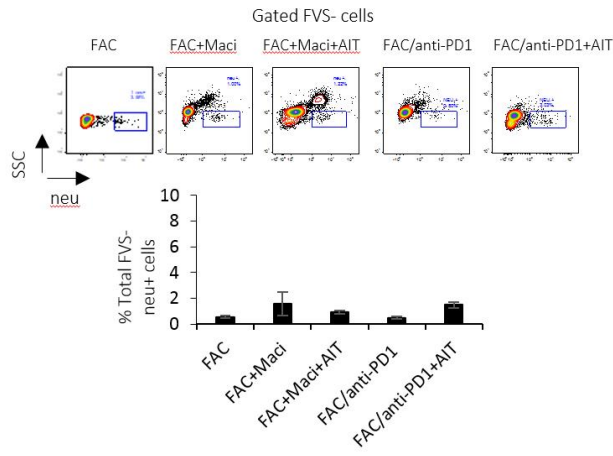 Gated FVS- cells
FAC
FAC+Maci
FAC+Maci+AIT
FAC/anti-PD1
FAC/anti-PD1+AIT
SSC
neu
% Total FVS-
neu+ cells
10
8
6
4
2
0
FAC
FAC+Maci
FAC+Maci+AIT
FAC/anti-PD1
FAC/anti-PD1+AIT